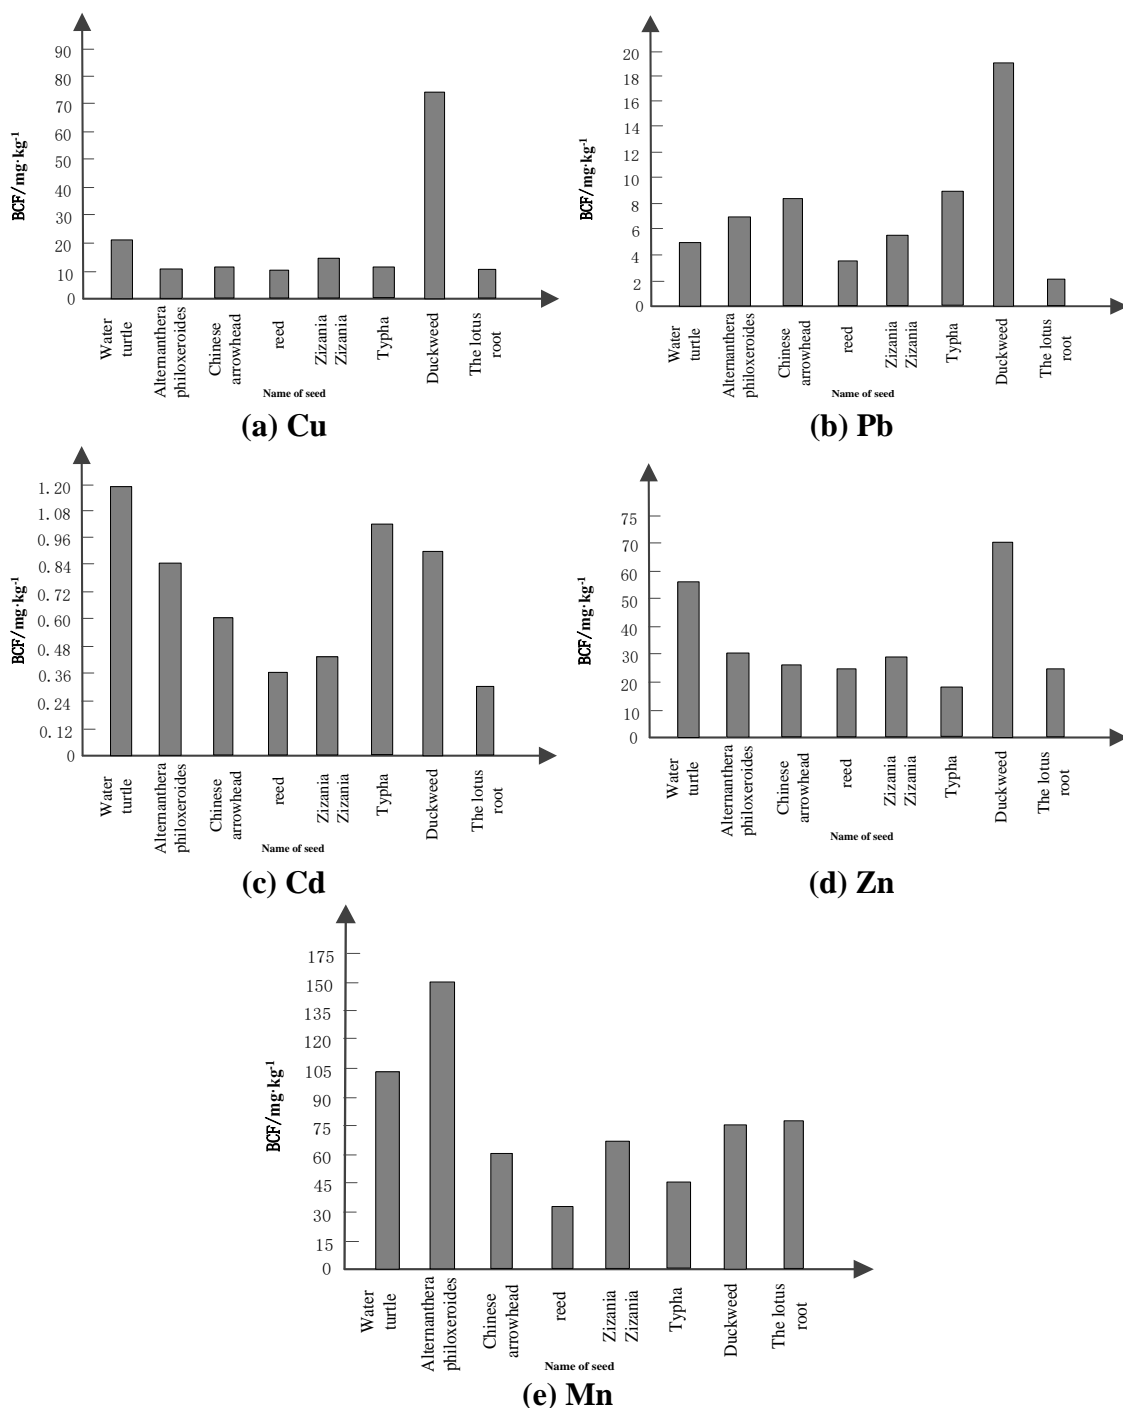 90
80
70
60
50
40
30
20
10
0
BCF/mg·kg-1
Water
turtle
Alternanthera
philoxeroides
Chinese
arrowhead
reed
Zizania
Zizania
Typha
Duckweed
The lotus
root
Name of seed
(a) Cu
20
18
16
14
12
10
8
6
4
2
0
BCF/mg·kg-1
Water
turtle
Alternanthera
philoxeroides
Chinese
arrowhead
reed
Zizania
Zizania
Typha
Duckweed
The lotus
root
Name of seed
(b) Pb
1.20
1.08
0.96
0.84
0.72
0.60
0.48
0.36
0.24
0.12
0
BCF/mg·kg-1
Water
turtle
Alternanthera
philoxeroides
Chinese
arrowhead
reed
Zizania
Zizania
Typha
Duckweed
The lotus
root
Name of seed
(c) Cd
75
70
60
50
40
30
20
10
0
BCF/mg·kg-1
Water
turtle
Alternanthera
philoxeroides
Chinese
arrowhead
reed
Zizania
Zizania
Typha
Duckweed
The lotus
root
Name of seed
(d) Zn
175
150
135
120
105
90
75
60
45
30
15
0
BCF/mg·kg-1
Water
turtle
Alternanthera
philoxeroides
Chinese
arrowhead
reed
Zizania
Zizania
Typha
Duckweed
The lotus
root
Name of seed
(e) Mn